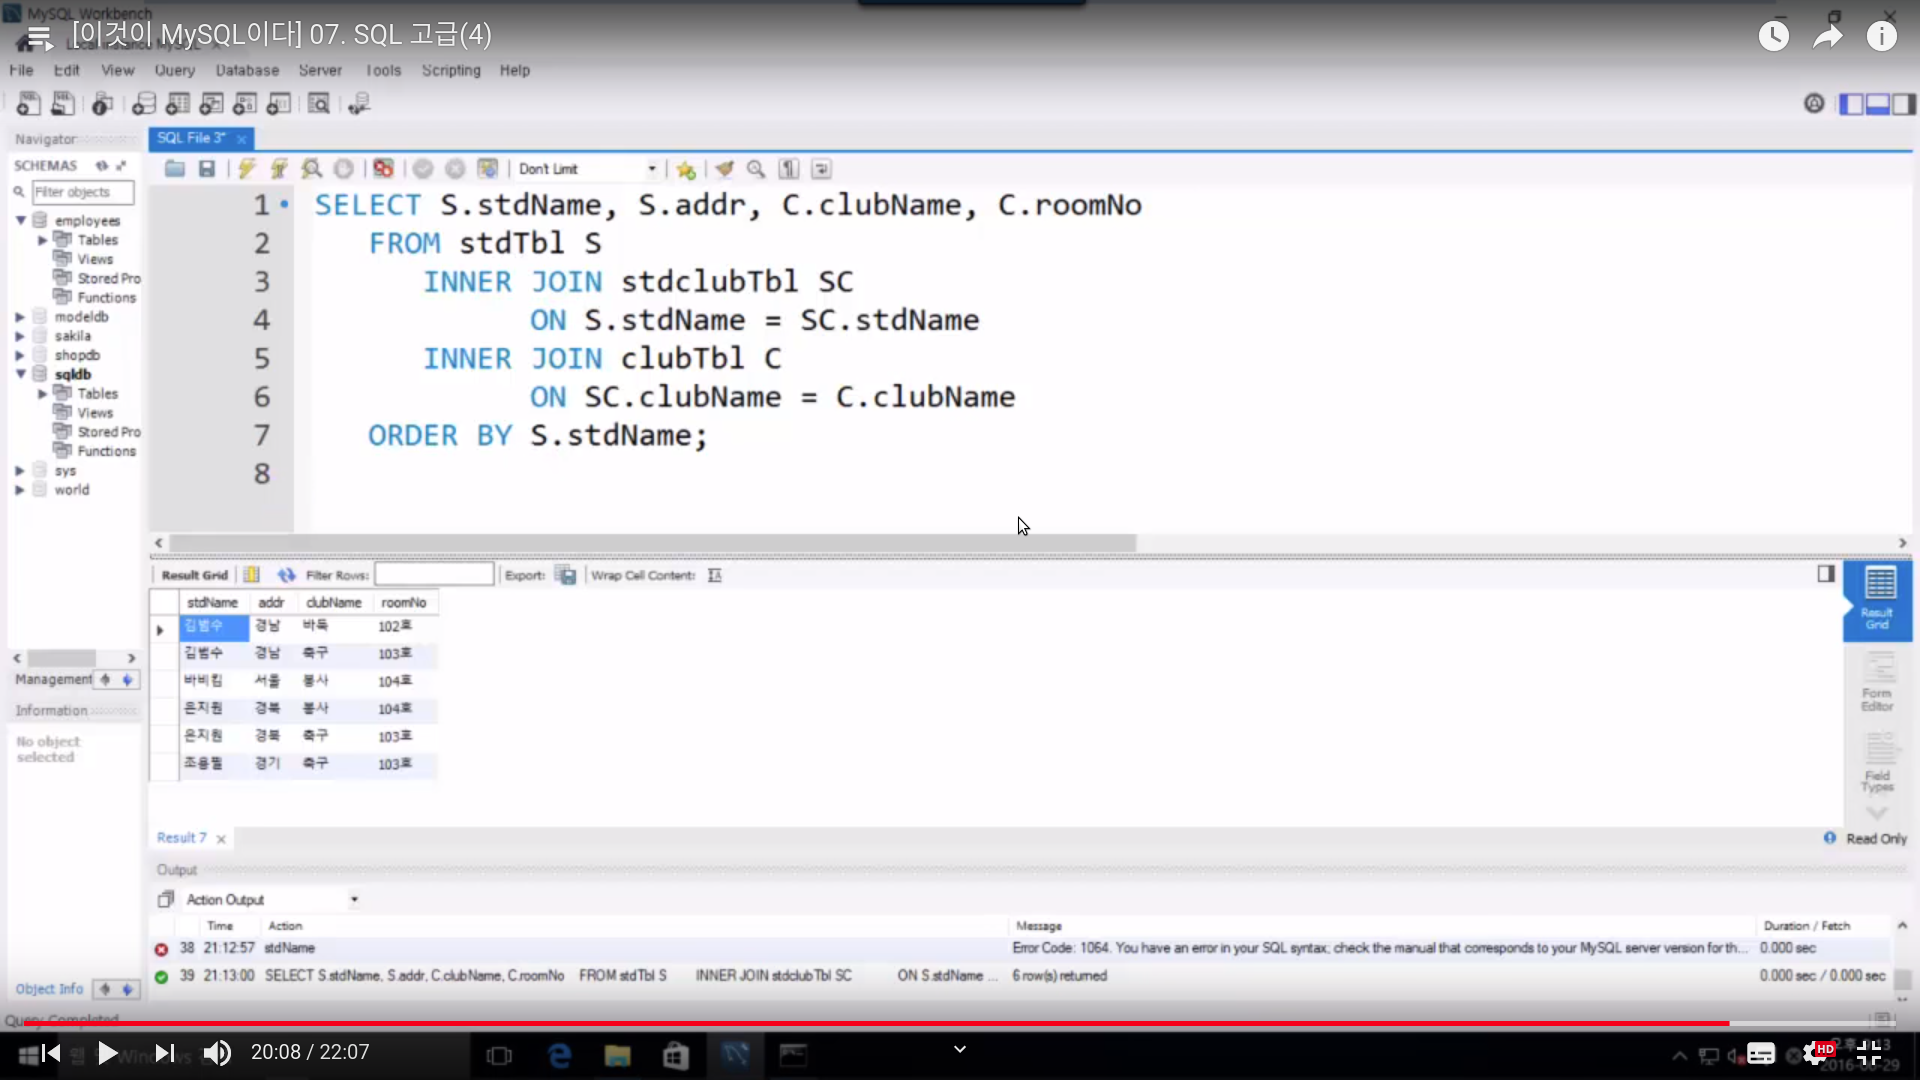 MySQL Workbench
[이것이 MySQL이다] 07. SQL 고급(4)
File Edit View Query Database Server Tools Scripting Help
Navigator
SQL File 3*
SCHEMAS
Don't Limit
Filter objects
employees
Tables
Views
Stored Pro
Functions
modeldb
sakila
shopdb
sqldb
Tables
Views
Stored Pro
Functions
sys
world
1 SELECT S.stdName, S.addr, C.clubName, C.roomNo
2 FROM stdTbl S
3 INNER JOIN stdclubTbl SC
4 ON S.stdName = SC.stdName
5 INNER JOIN clubTbl C
6 ON SC.clubName = C.clubName
7 ORDER BY S.stdName;
8
Management
Information
No object
selected
Result Grid Filter Rows: Export: Wrap Cell Content:
stdName addr clubName roomNo
김범수 경남 바둑 102호
김범수 경남 축구 103호
바비킴 서울 봉사 104호
은지원 경북 봉사 104호
은지원 경북 축구 103호
조용필 경기 축구 103호
Result
Grid
Form
Editor
Field
Types
Result 7
Read Only
Output
Action Output
Time Action Message Duration / Fetch
38 21:12:57 stdName Error Code: 1064. You have an error in your SQL syntax; check the manual that corresponds to your MySQL server version for th... 0.000 sec
39 21:13:00 SELECT S.stdName, S.addr, C.clubName, C.roomNo FROM stdTbl S INNER JOIN stdclubTbl SC ON S.stdName ... 6 row(s) returned 0.000 sec / 0.000 sec
Object Info
Query Completed
20:08 / 22:07
HD